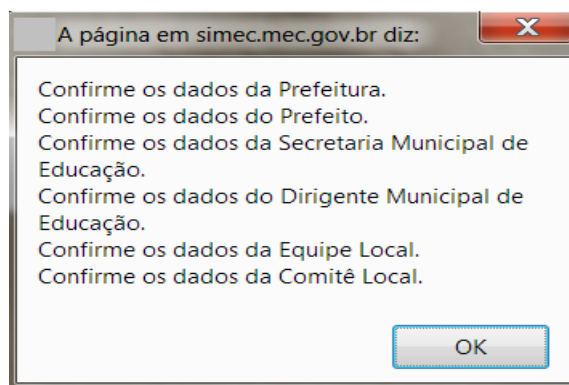 A página em simec.mec.gov.br diz:
X
Confirme os dados da Prefeitura.
Confirme os dados do Prefeito.
Confirme os dados da Secretaria Municipal de
Educação.
Confirme os dados do Dirigente Municipal de
Educação.
Confirme os dados da Equipe Local.
Confirme os dados da Comitê Local.
OK